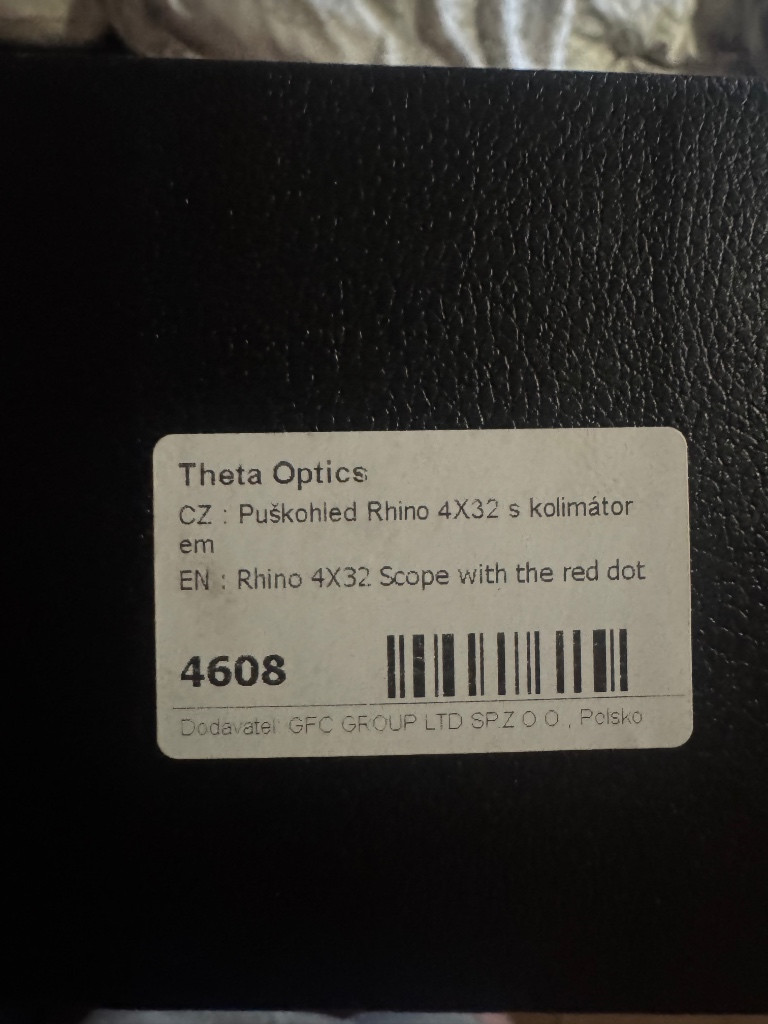 Theta Optics
CZ : Puškohled Rhino 4X32 s kolimátor
em
EN : Rhino 4X32 Scope with the red dot
4608
Dodavatel: GFC GROUP LTD SP.Z O.O., Polsko